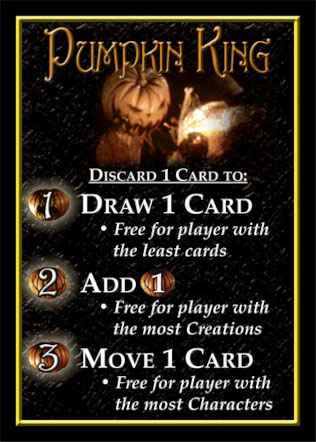 Pumpkin King
Discard 1 Card to:
1 Draw 1 Card
• Free for player with
the least cards
2 Add 1
• Free for player with
the most Creations
3 Move 1 Card
• Free for player with
the most Characters